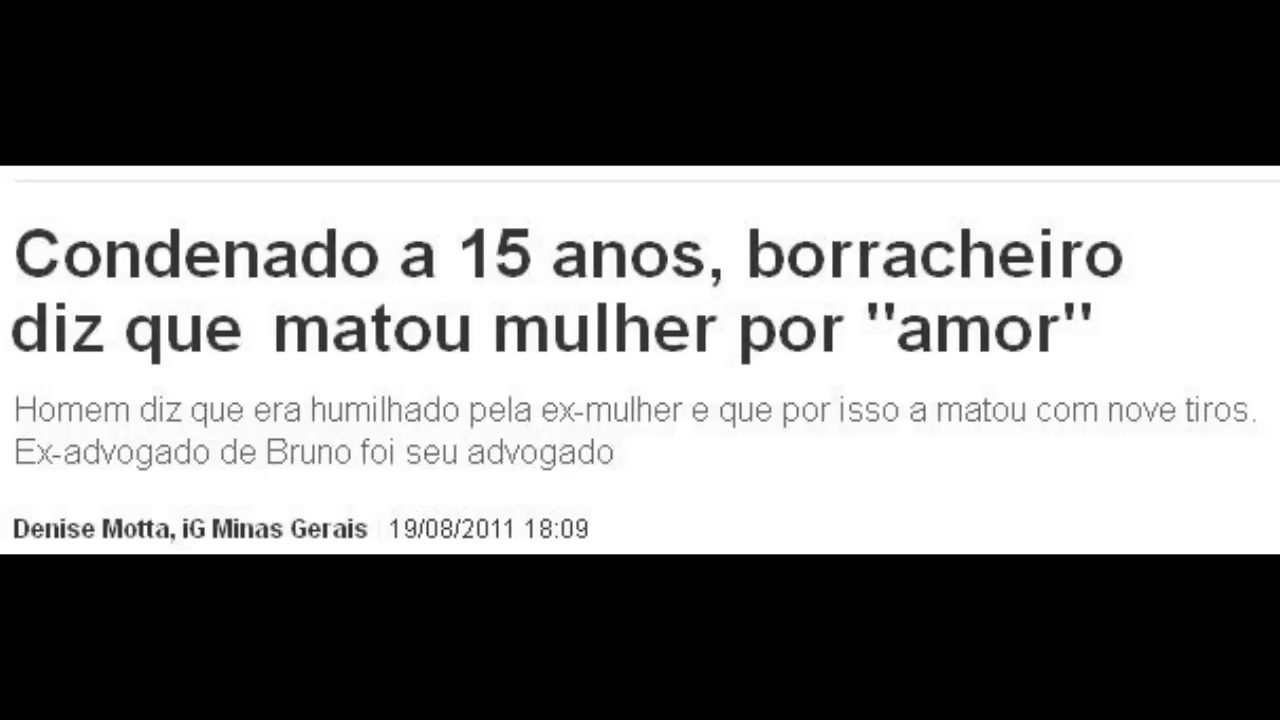 Condenado a 15 anos, borracheiro
diz que matou mulher por "amor"
Homem diz que era humilhado pela ex-mulher e que por isso a matou com nove tiros.
Ex-advogado de Bruno foi seu advogado
Denise Motta, iG Minas Gerais | 19/08/2011 18:09